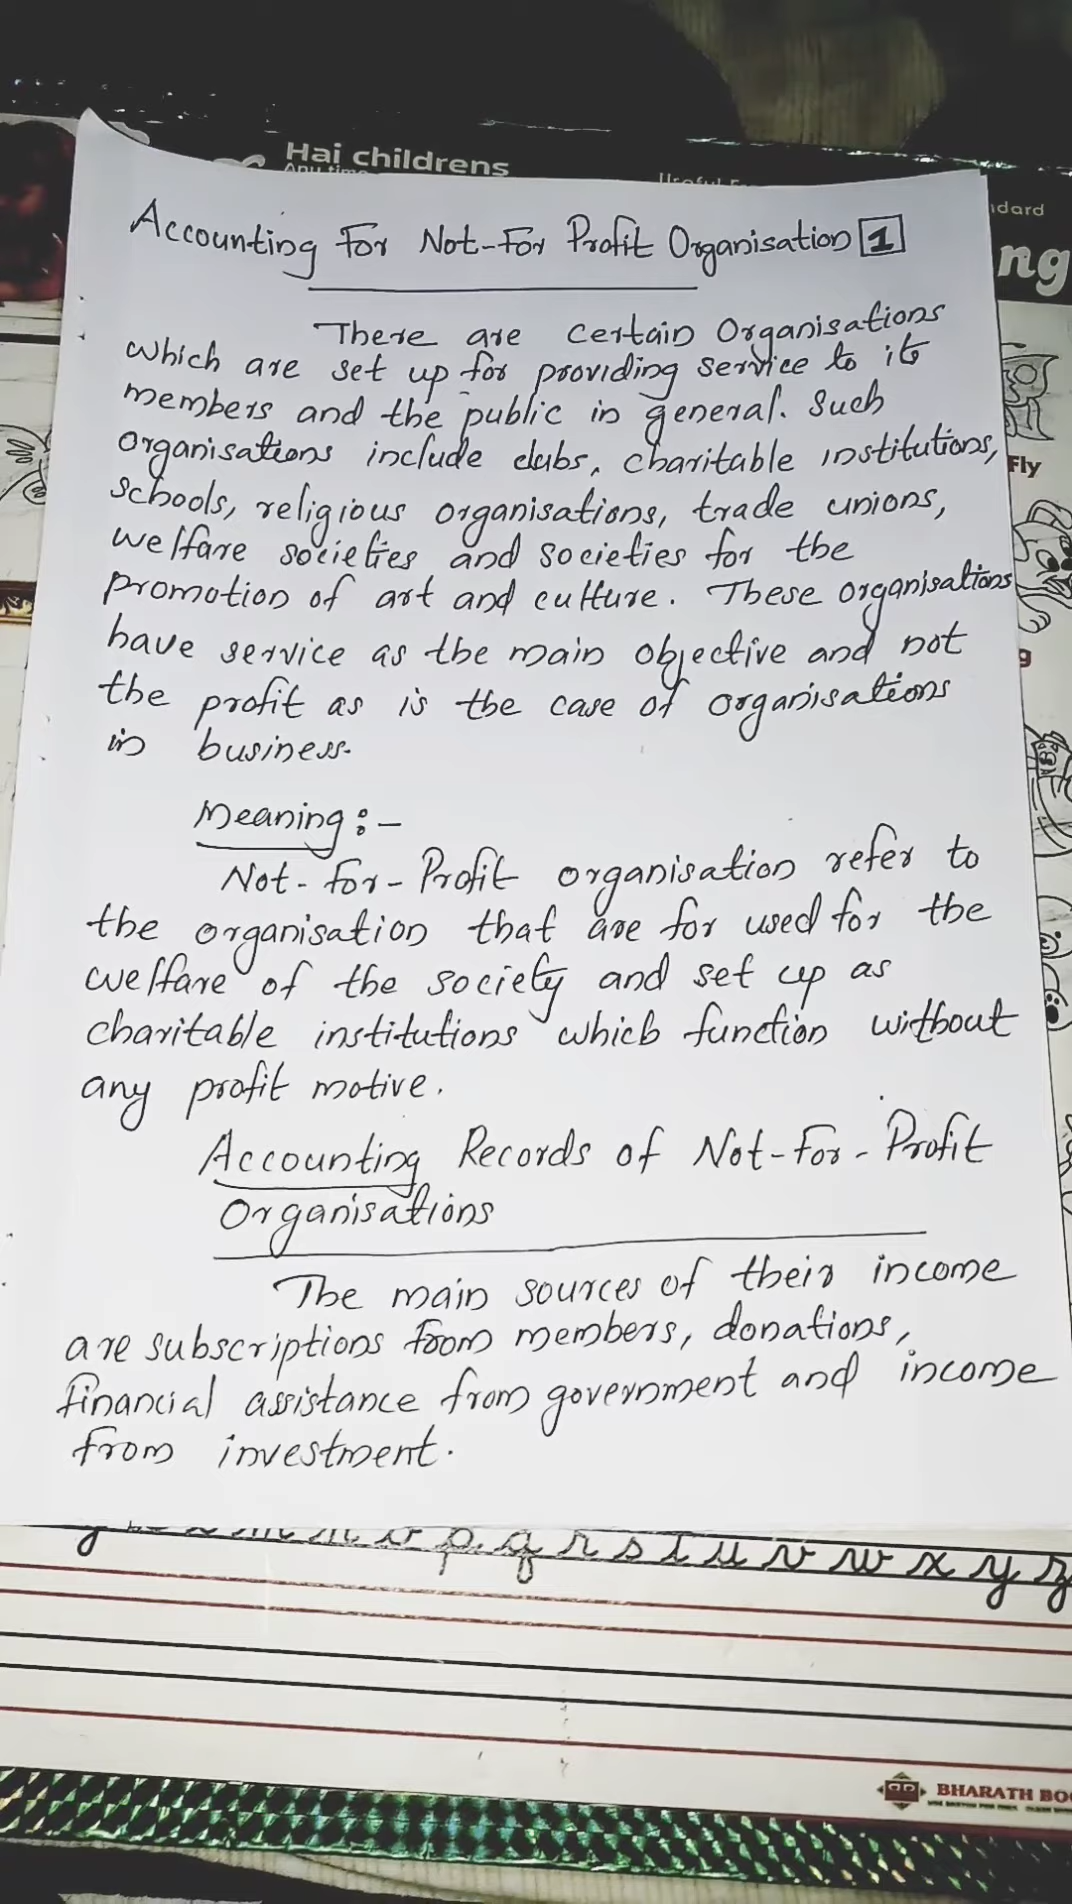 Hai childrens
Accounting For Not-For Profit Organisation 1
There are certain Organisations
which are set up for providing service to its
members and the public in general. Such
organisations include clubs, charitable institutions,
schools, religious organisations, trade unions,
welfare societies and societies for the
promotion of art and culture. These organisations
have service as the main objective and not
the profit as is the case of organisations
in business.
Meaning :-
Not-for-Profit organisation refer to
the organisation that are for used for the
welfare of the society and set up as
charitable institutions which function without
any profit motive.
Accounting Records of Not-For-Profit
Organisations
The main sources of their income
are subscriptions from members, donations,
financial assistance from government and income
from investment.
ndard
ng
Fly
g
p q r s t u v w x y z
BHARATH BOO